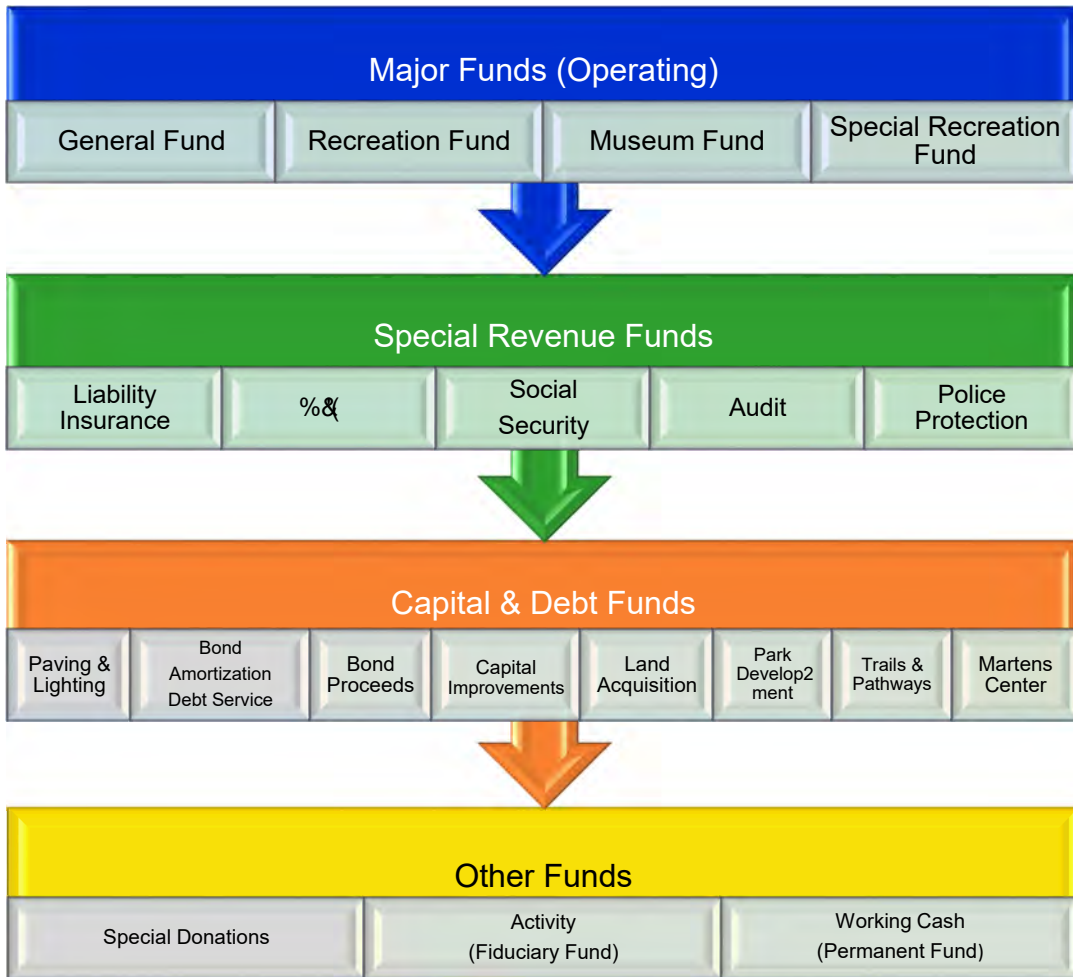 Major Funds (Operating)
General Fund
Recreation Fund
Museum Fund
Special Recreation
Fund
Special Revenue Funds
Liability
Insurance
%&(
Social
Security
Audit
Police
Protection
Capital & Debt Funds
Paving &
Lighting
Bond
Amortization
Debt Service
Bond
Proceeds
Capital
Improvements
Land
Acquisition
Park
Develop2
ment
Trails &
Pathways
Martens
Center
Other Funds
Special Donations
Activity
(Fiduciary Fund)
Working Cash
(Permanent Fund)